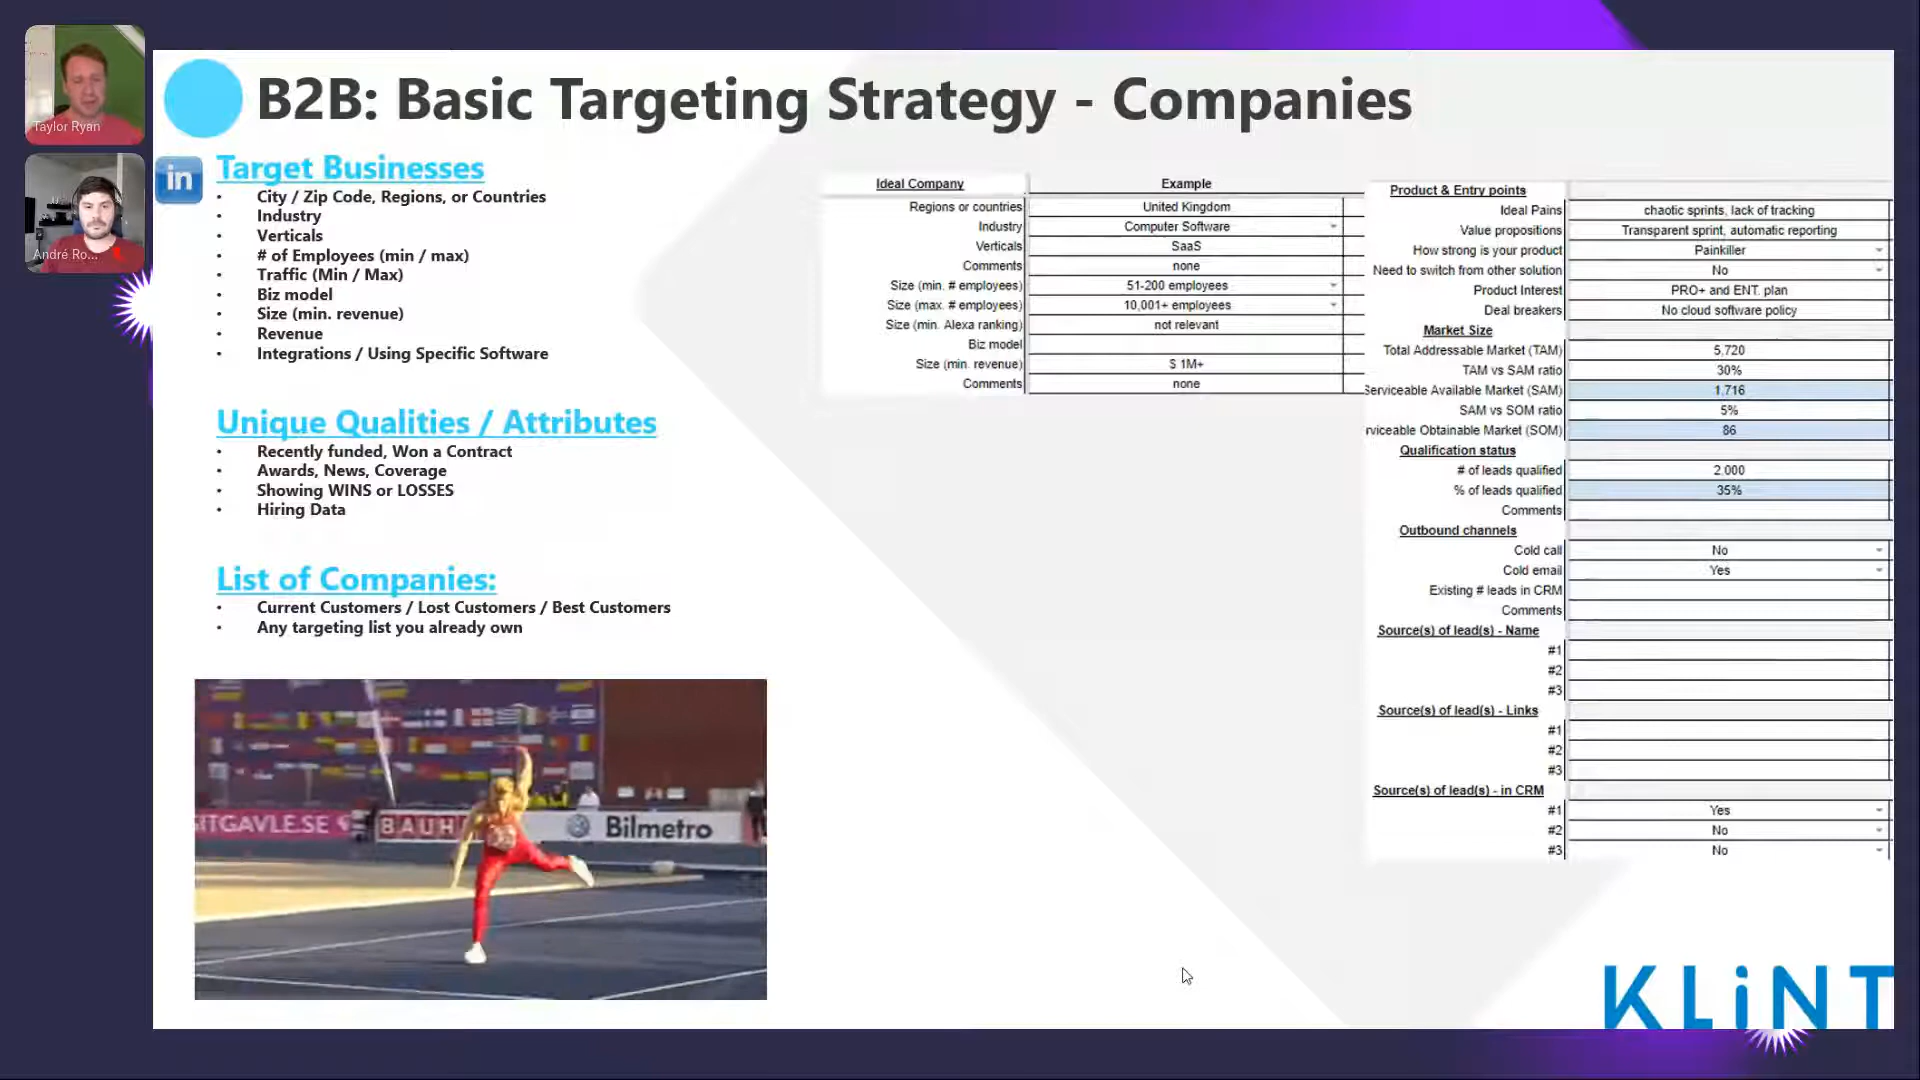 Taylor Ryan
André Ro...
B2B: Basic Targeting Strategy - Companies
in
Target Businesses
• City / Zip Code, Regions, or Countries
• Industry
• Verticals
• # of Employees (min / max)
• Traffic (Min / Max)
• Biz model
• Size (min. revenue)
• Revenue
• Integrations / Using Specific Software
Unique Qualities / Attributes
• Recently funded, Won a Contract
• Awards, News, Coverage
• Showing WINS or LOSSES
• Hiring Data
List of Companies:
• Current Customers / Lost Customers / Best Customers
• Any targeting list you already own
ITGAVLE.SE
BAUH
Bilmetro
Ideal Company Example
Regions or countries United Kingdom
Industry Computer Software
Verticals SaaS
Comments none
Size (min. # employees) 51-200 employees
Size (max. # employees) 10,001+ employees
Size (min. Alexa ranking) not relevant
Biz model
Size (min. revenue) $ 1M+
Comments none
Product & Entry points
Ideal Pains chaotic sprints, lack of tracking
Value propositions Transparent sprint, automatic reporting
How strong is your product Painkiller
Need to switch from other solution No
Product Interest PRO+ and ENT. plan
Deal breakers No cloud software policy
Market Size
Total Addressable Market (TAM) 5,720
TAM vs SAM ratio 30%
Serviceable Available Market (SAM) 1,716
SAM vs SOM ratio 5%
rviceable Obtainable Market (SOM) 86
Qualification status
# of leads qualified 2,000
% of leads qualified 35%
Comments
Outbound channels
Cold call No
Cold email Yes
Existing # leads in CRM
Comments
Source(s) of lead(s) - Name
#1
#2
#3
Source(s) of lead(s) - Links
#1
#2
#3
Source(s) of lead(s) - in CRM
#1 Yes
#2 No
#3 No
KLiNT